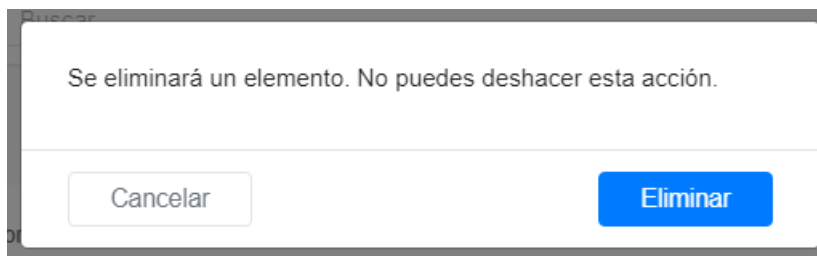 Buscar
Se eliminará un elemento. No puedes deshacer esta acción.
Cancelar
Eliminar